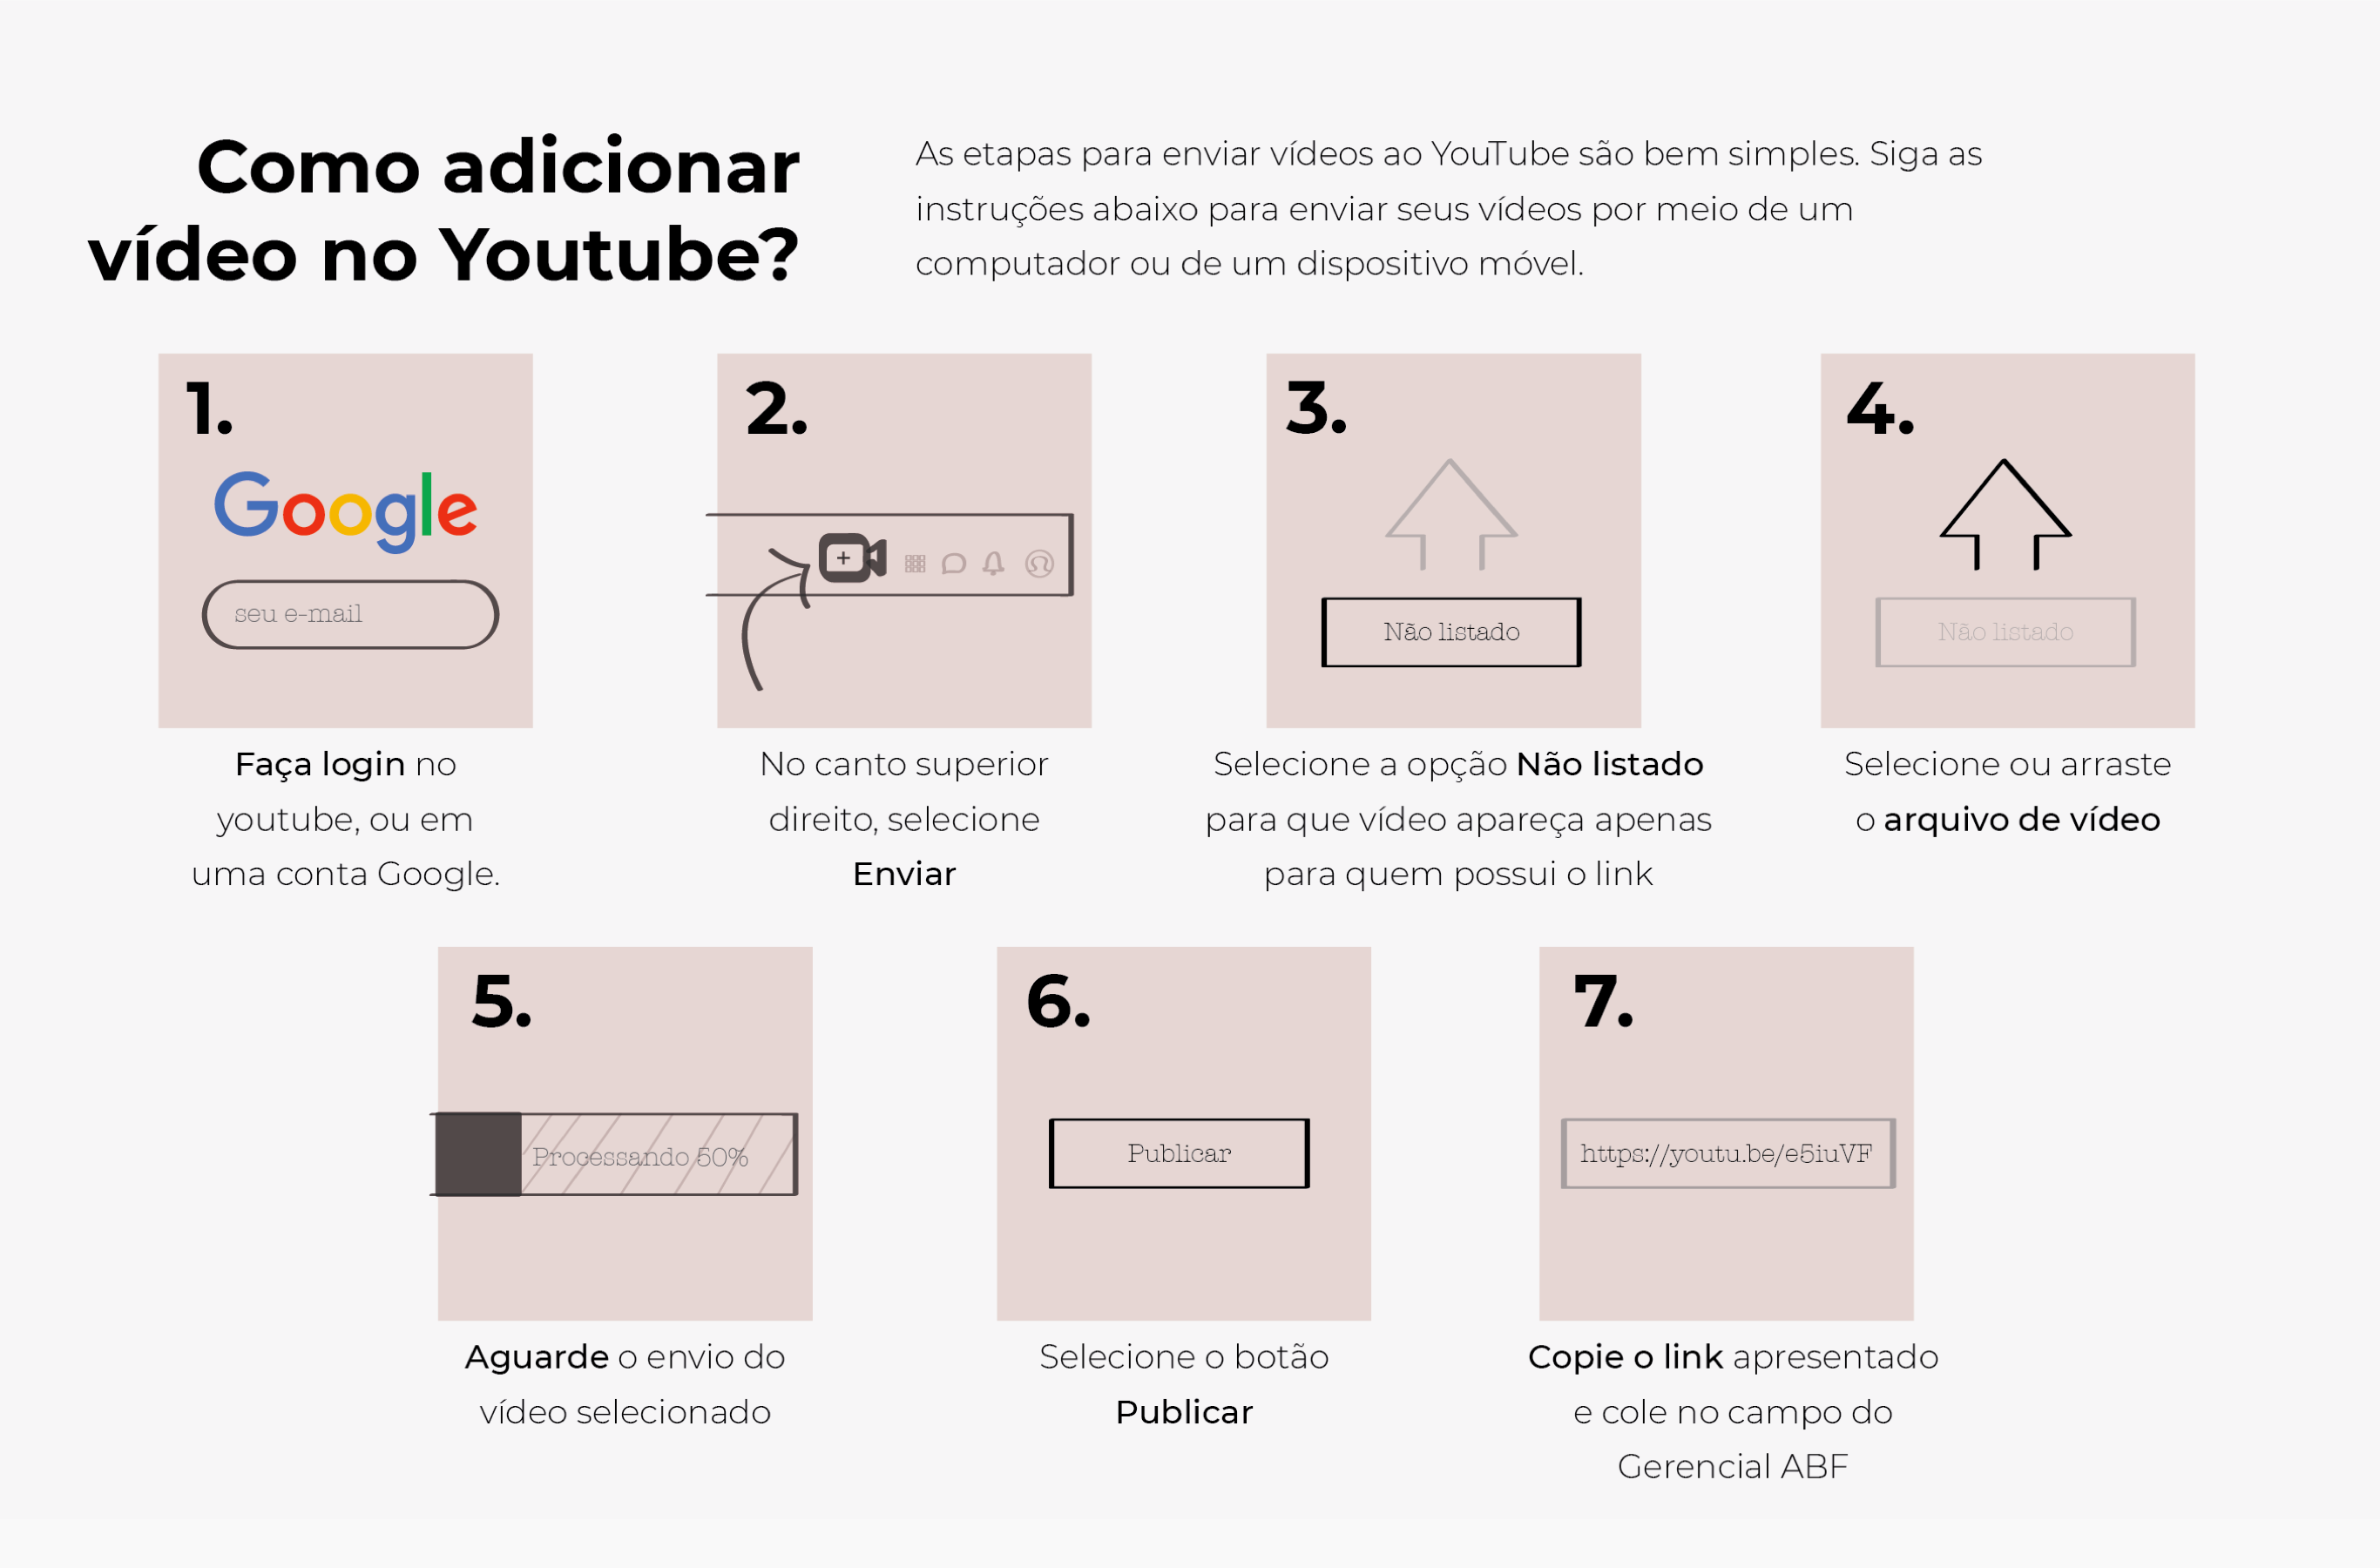 Como adicionar
vídeo no Youtube?
As etapas para enviar vídeos ao YouTube são bem simples. Siga as
instruções abaixo para enviar seus vídeos por meio de um
computador ou de um dispositivo móvel.
1.
Google
seu e-mail
Faça login no
youtube, ou em
uma conta Google.
2.
No canto superior
direito, selecione
Enviar
3.
Não listado
Selecione a opção Não listado
para que vídeo apareça apenas
para quem possui o link
4.
Não listado
Selecione ou arraste
o arquivo de vídeo
5.
Processando 50%
Aguarde o envio do
vídeo selecionado
6.
Publicar
Selecione o botão
Publicar
7.
https://youtu.be/e5iuVF
Copie o link apresentado
e cole no campo do
Gerencial ABF